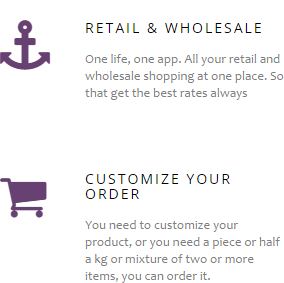 RETAIL & WHOLESALE
One life, one app. All your retail and
wholesale shopping at one place. So
that get the best rates always
CUSTOMIZE YOUR
ORDER
You need to customize your
product, or you need a piece or half
a kg or mixture of two or more
items, you can order it.